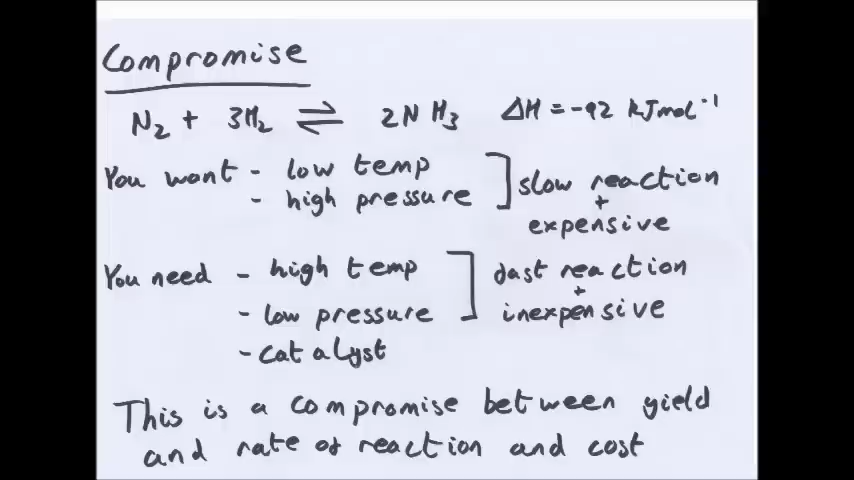 Compromise
N₂ + 3H₂ ⇌ 2NH₃ ΔH = -92 kJmol⁻¹
You want - low temp
- high pressure
slow reaction
+
expensive
You need - high temp
- low pressure
- catalyst
fast reaction
+
inexpensive
This is a compromise between yield
and rate of reaction and cost